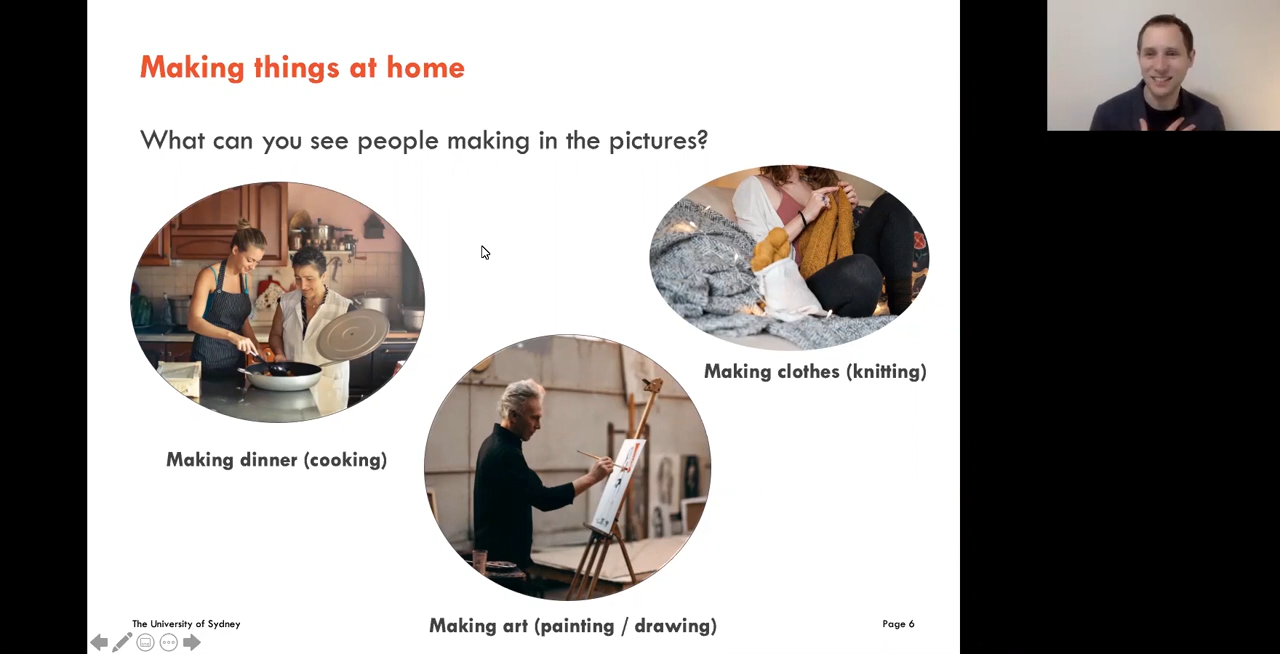 Making things at home
What can you see people making in the pictures?
Making clothes (knitting)
Making dinner (cooking)
Making art (painting / drawing)
The University of Sydney
Page 6